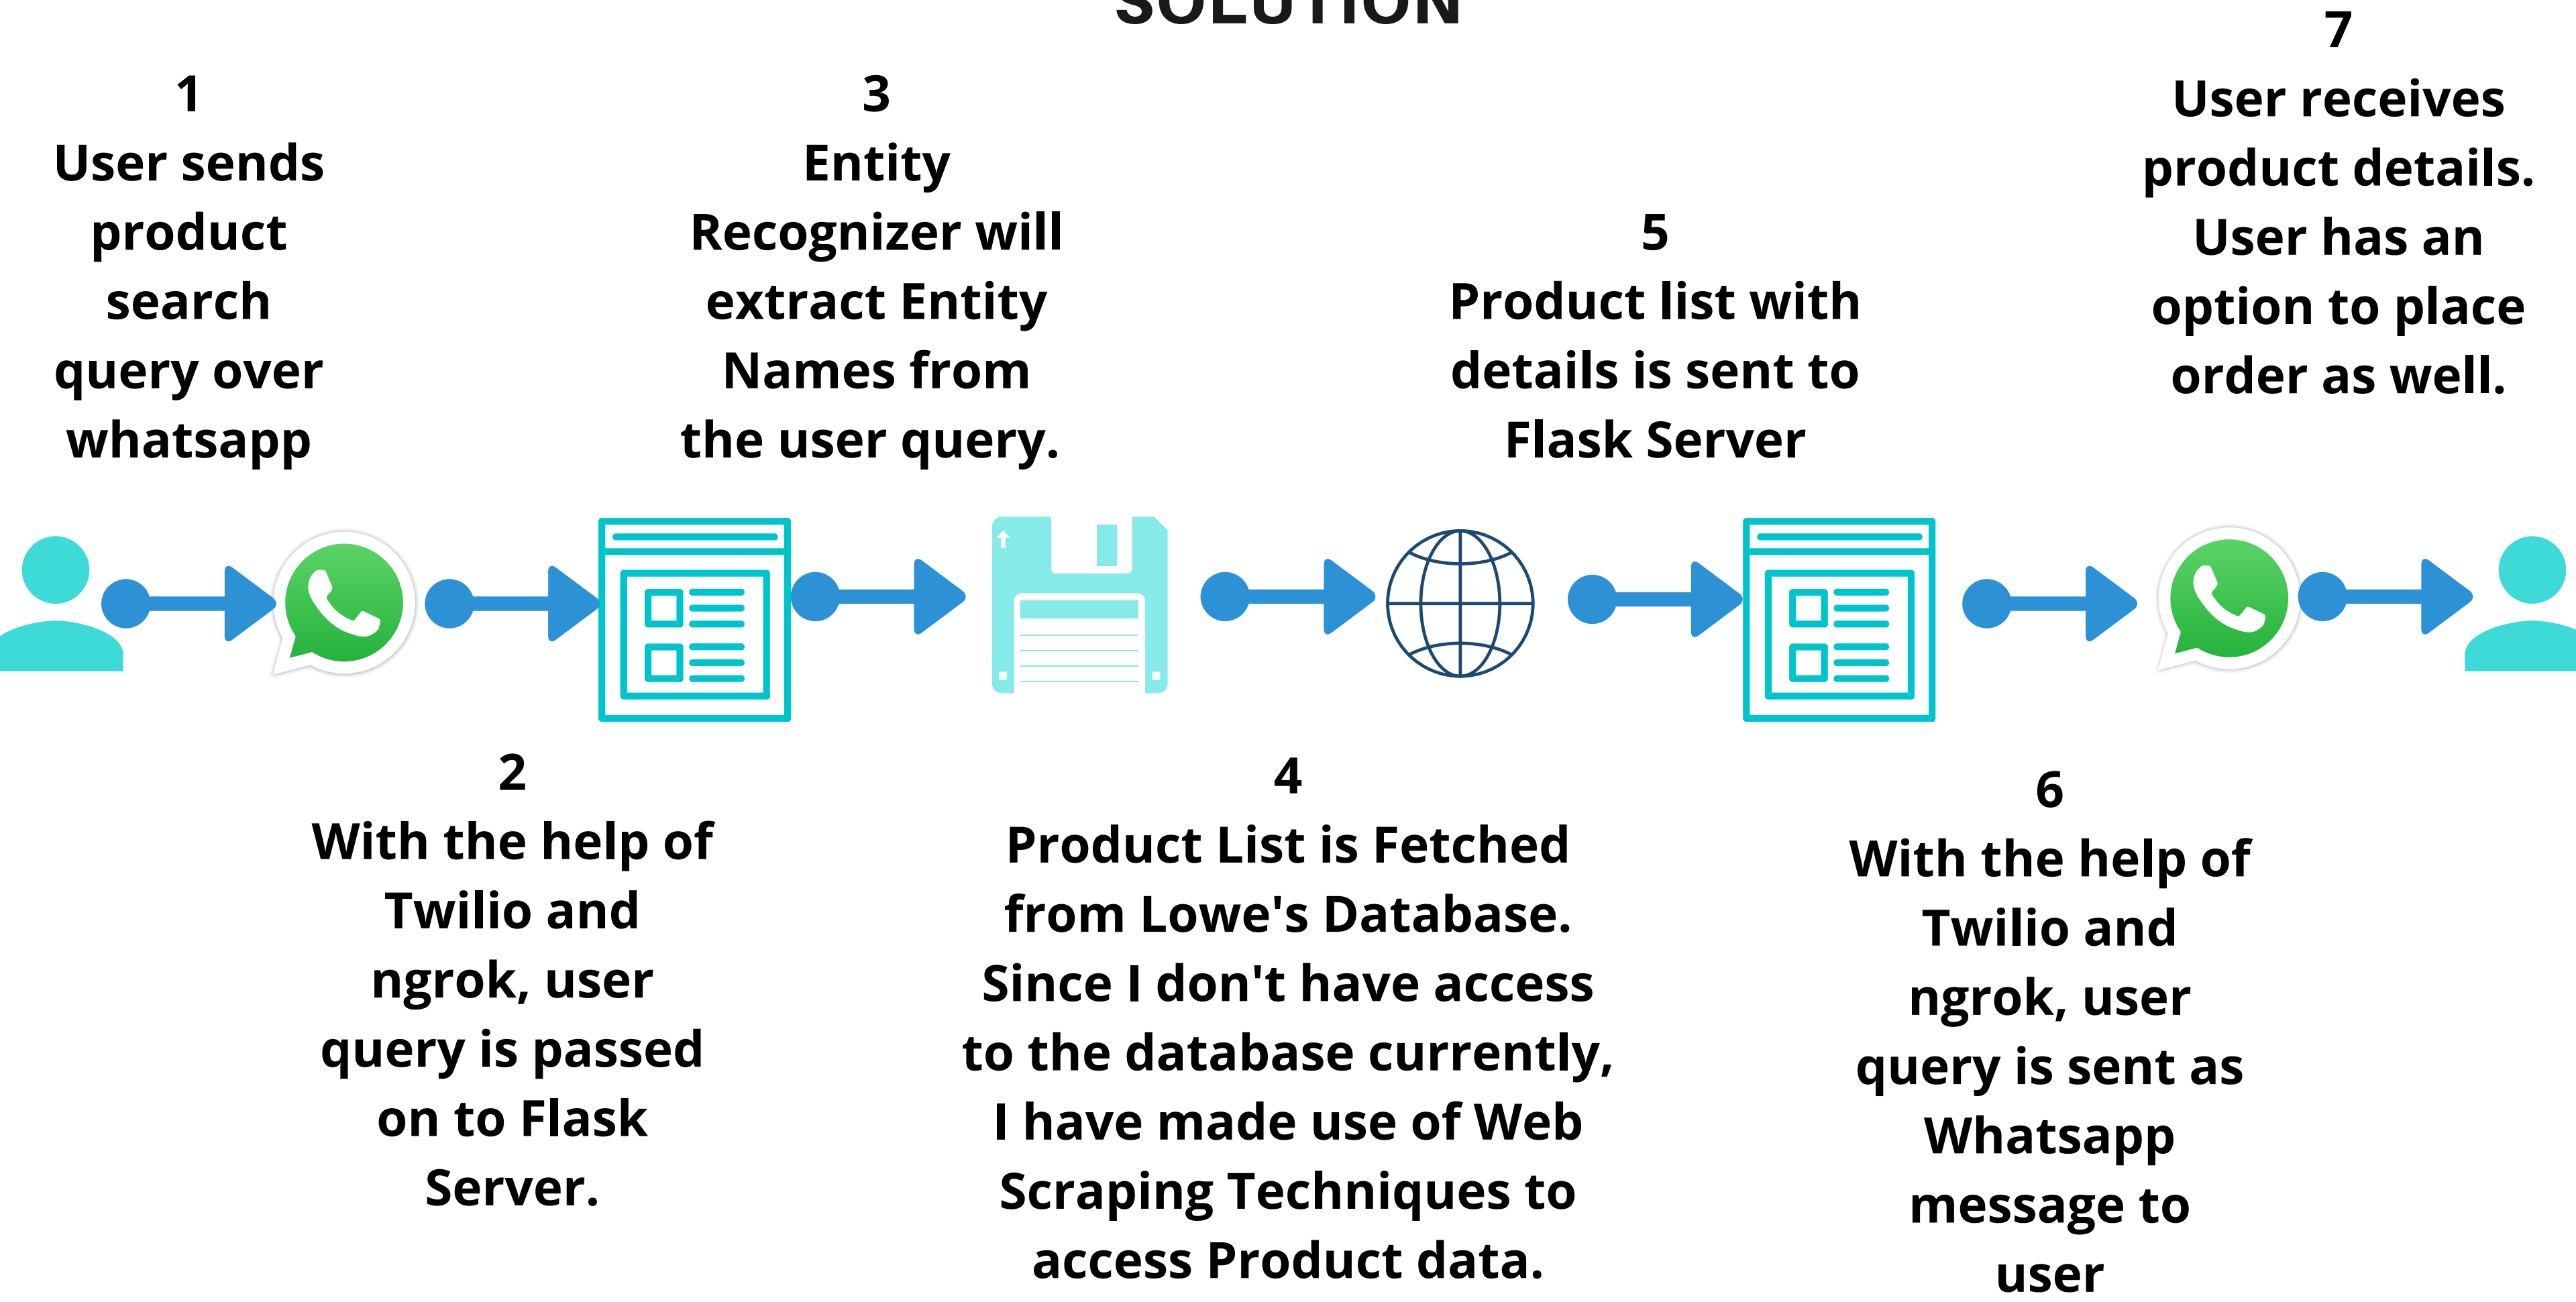 SOLUTION
1
User sends
product
search
query over
whatsapp
2
With the help of
Twilio and
ngrok, user
query is passed
on to Flask
Server.
3
Entity
Recognizer will
extract Entity
Names from
the user query.
4
Product List is Fetched
from Lowe's Database.
Since I don't have access
to the database currently,
I have made use of Web
Scraping Techniques to
access Product data.
5
Product list with
details is sent to
Flask Server
6
With the help of
Twilio and
ngrok, user
query is sent as
Whatsapp
message to
user
7
User receives
product details.
User has an
option to place
order as well.